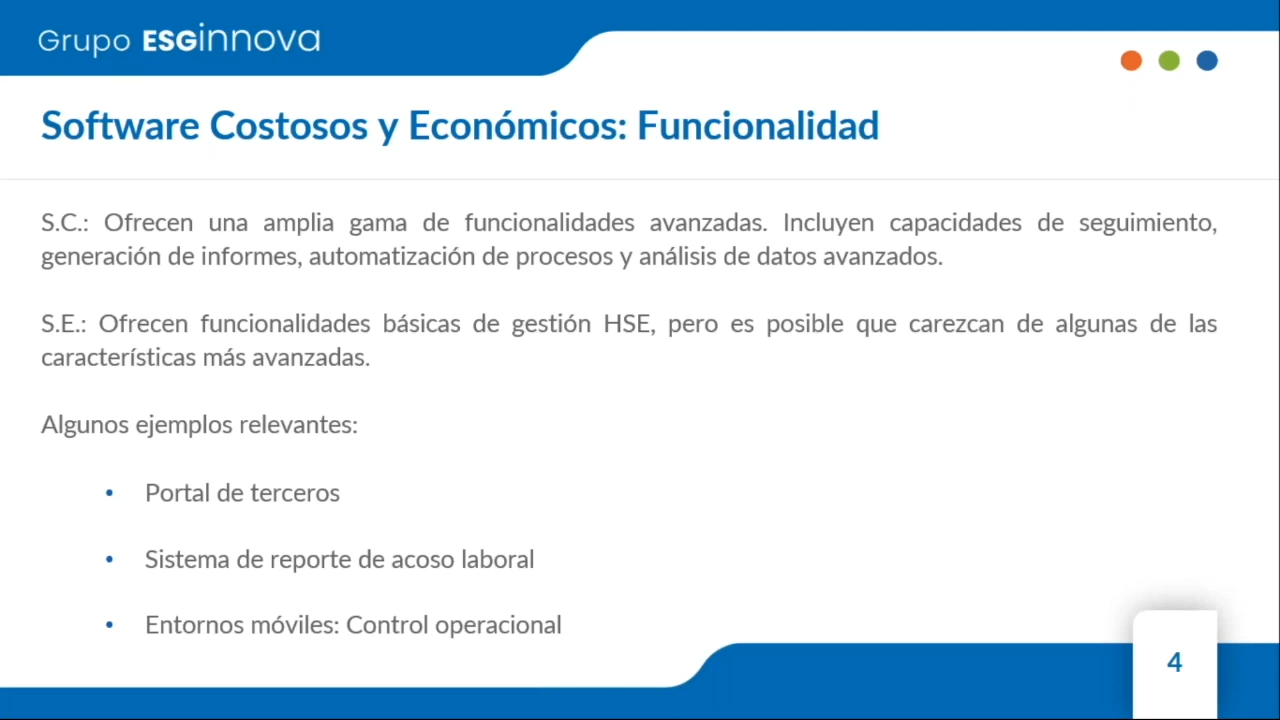 Grupo ESGinnova
Software Costosos y Económicos: Funcionalidad
S.C.: Ofrecen una amplia gama de funcionalidades avanzadas. Incluyen capacidades de seguimiento,
generación de informes, automatización de procesos y análisis de datos avanzados.
S.E.: Ofrecen funcionalidades básicas de gestión HSE, pero es posible que carezcan de algunas de las
características más avanzadas.
Algunos ejemplos relevantes:
• Portal de terceros
• Sistema de reporte de acoso laboral
• Entornos móviles: Control operacional
4